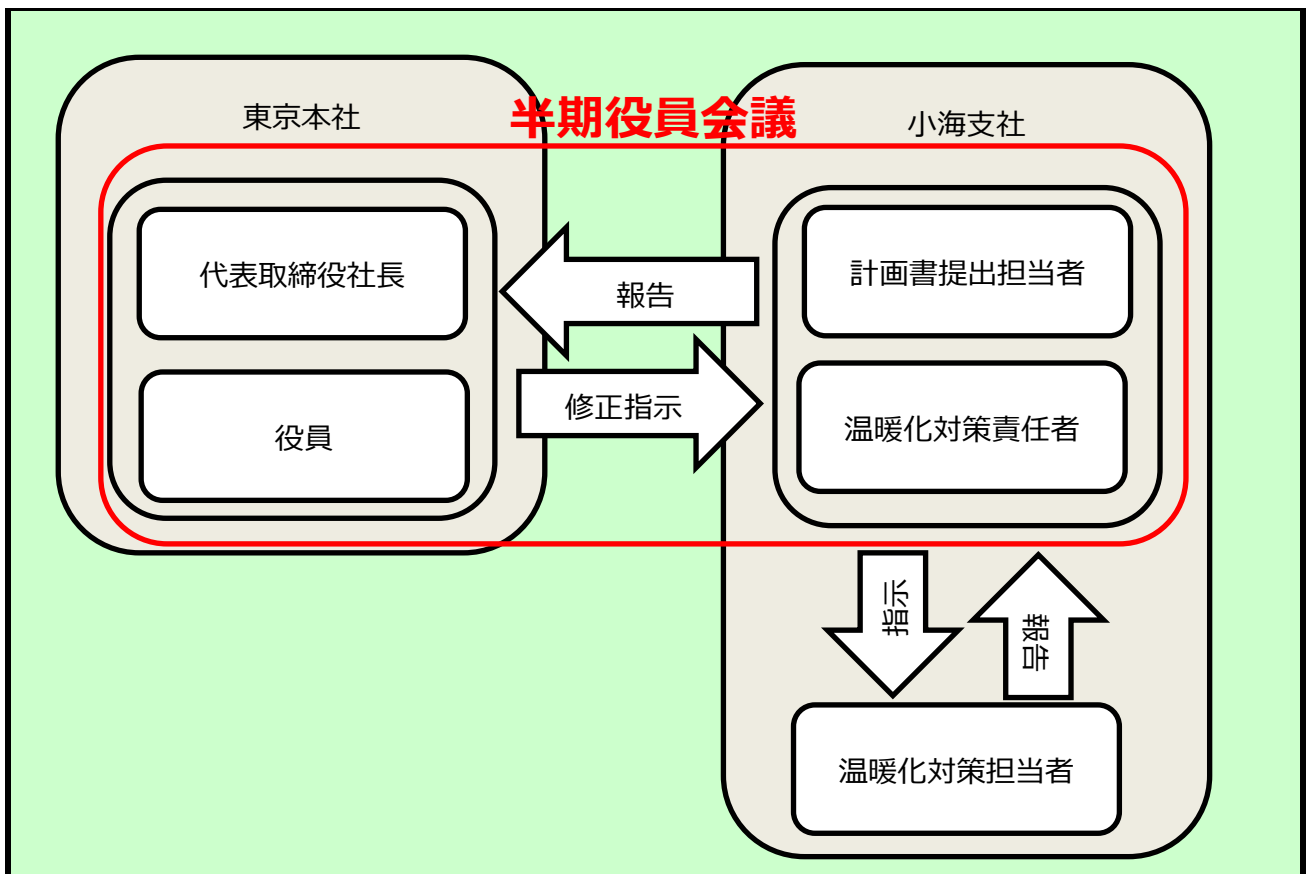 東京本社
半期役員会議
小海支社
代表取締役社長
計画書提出担当者
報告
修正指示
役員
温暖化対策責任者
指示
報告
温暖化対策担当者